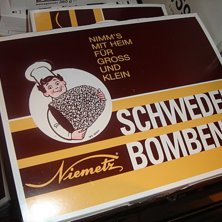 NIMM'S
MIT HEIM
FÜR
GROSS
UND
KLEIN
SCHWEDE
BOMBEN
Niemetz